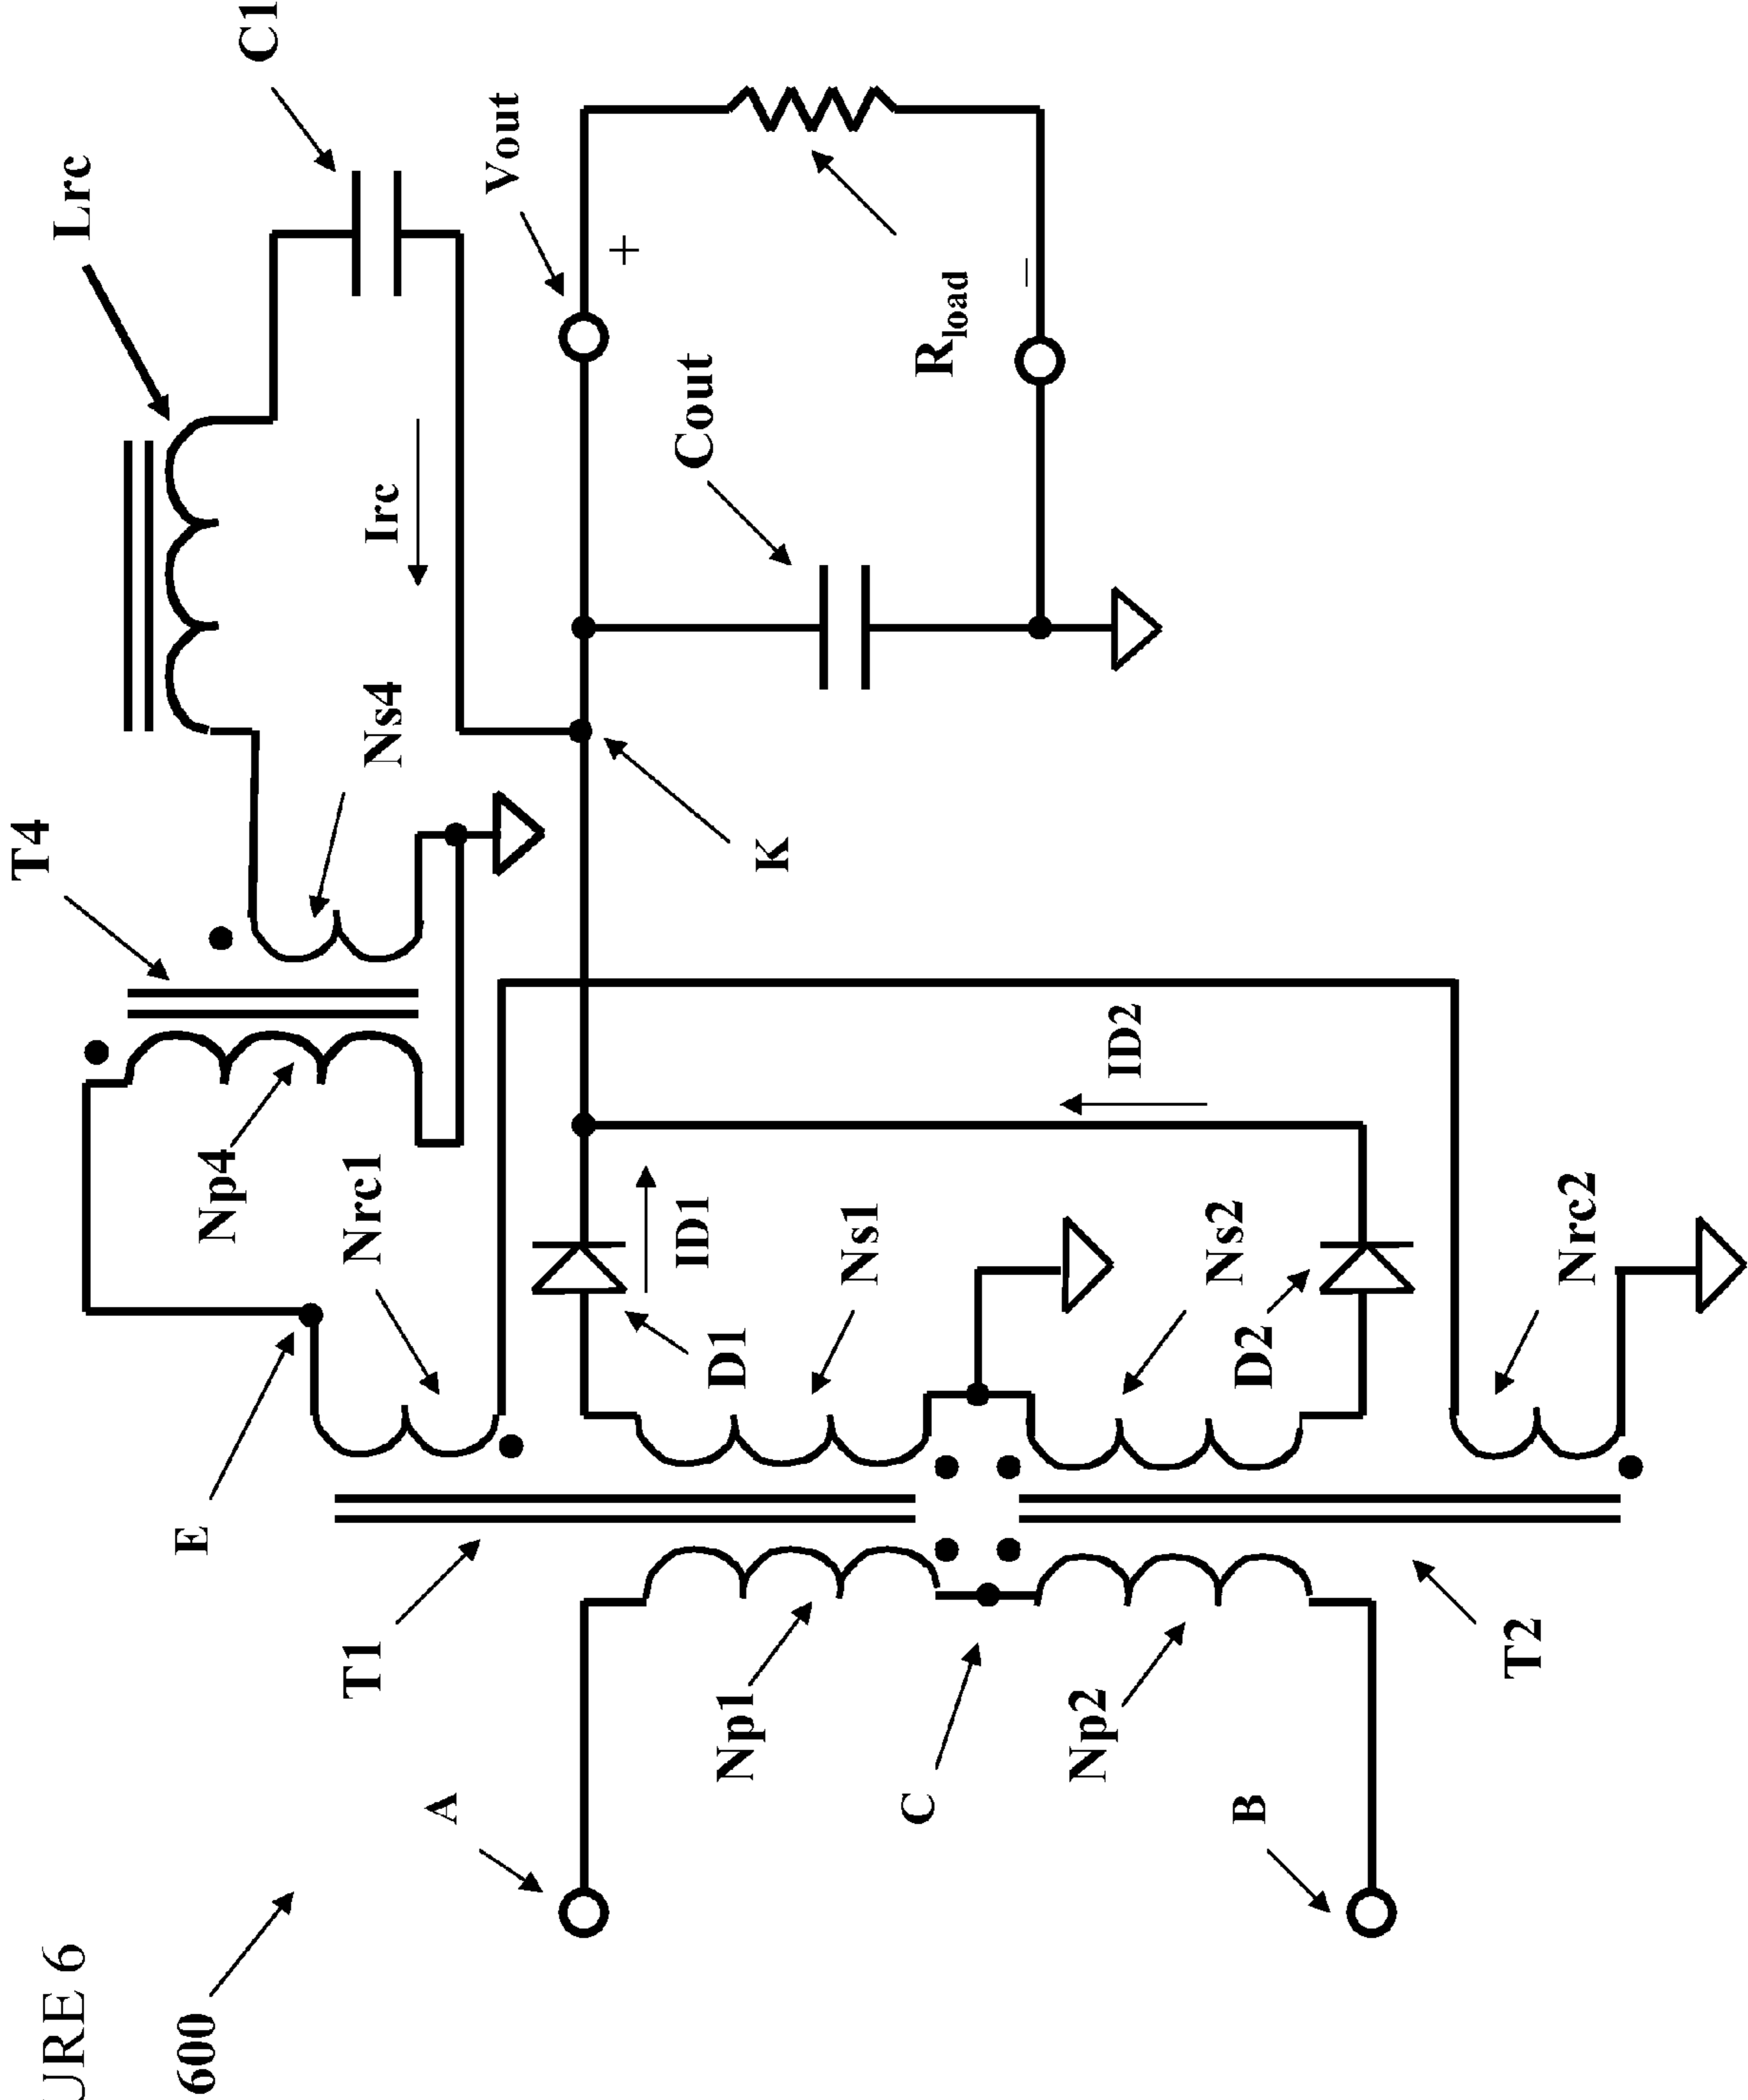 URE 6
600
T4
Lrc
C1
Np4
Nrc1
Ns4
Irc
Vout
+
E
T1
A
D1
ID1
Cout
K
Np1
Ns1
Rload
–
C
Np2
Ns2
D2
ID2
B
T2
Nrc2